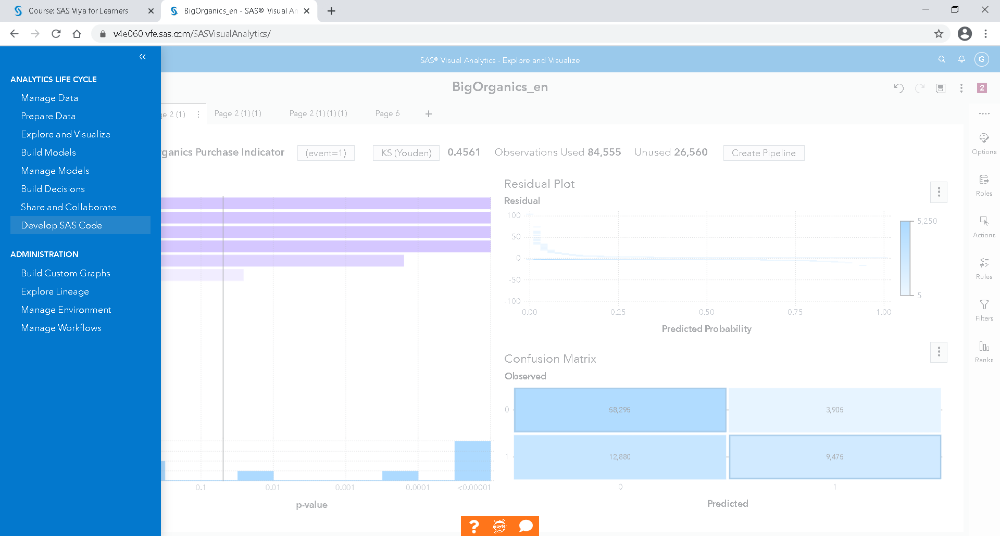 Course: SAS Viya for Learners
BigOrganics_en - SAS® Visual An
v4e060.vfe.sas.com/SASVisualAnalytics/
SAS® Visual Analytics - Explore and Visualize
G
ANALYTICS LIFE CYCLE
Manage Data
Prepare Data
Explore and Visualize
Build Models
Manage Models
Build Decisions
Share and Collaborate
Develop SAS Code
ADMINISTRATION
Build Custom Graphs
Explore Lineage
Manage Environment
Manage Workflows
BigOrganics_en
2
ge 2 (1)
Page 2 (1)(1)
Page 2 (1)(1)(1)
Page 6
rganics Purchase Indicator (event=1) KS (Youden) 0.4561 Observations Used 84,555 Unused 26,560 Create Pipeline
0.1 0.01 0.001 0.0001 <0.00001
p-value
Residual Plot
Residual
100
50
0
-50
-100
0.00 0.25 0.50 0.75 1.00
Predicted Probability
5,250
5
Confusion Matrix
Observed
0 58,295 3,905
1 12,880 9,475
0 1
Predicted
Options
Roles
Actions
Rules
Filters
Ranks
?
jupyter